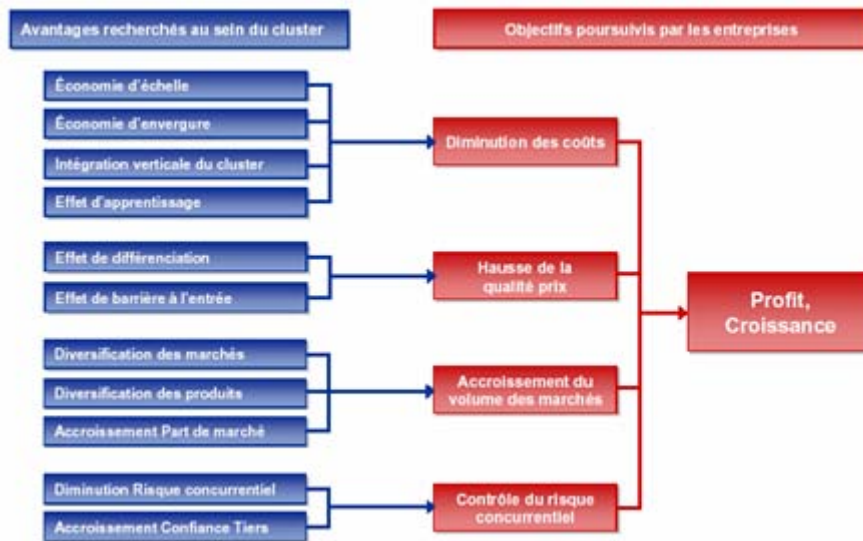 Avantages recherchés au sein du cluster
Objectifs poursuivis par les entreprises
Économie d'échelle
Économie d'envergure
Intégration verticale du cluster
Effet d'apprentissage
Diminution des coûts
Effet de différenciation
Effet de barrière à l'entrée
Hausse de la
qualité prix
Profit,
Croissance
Diversification des marchés
Diversification des produits
Accroissement Part de marché
Accroissement du
volume des marchés
Diminution Risque concurrentiel
Accroissement Confiance Tiers
Contrôle du risque
concurrentiel